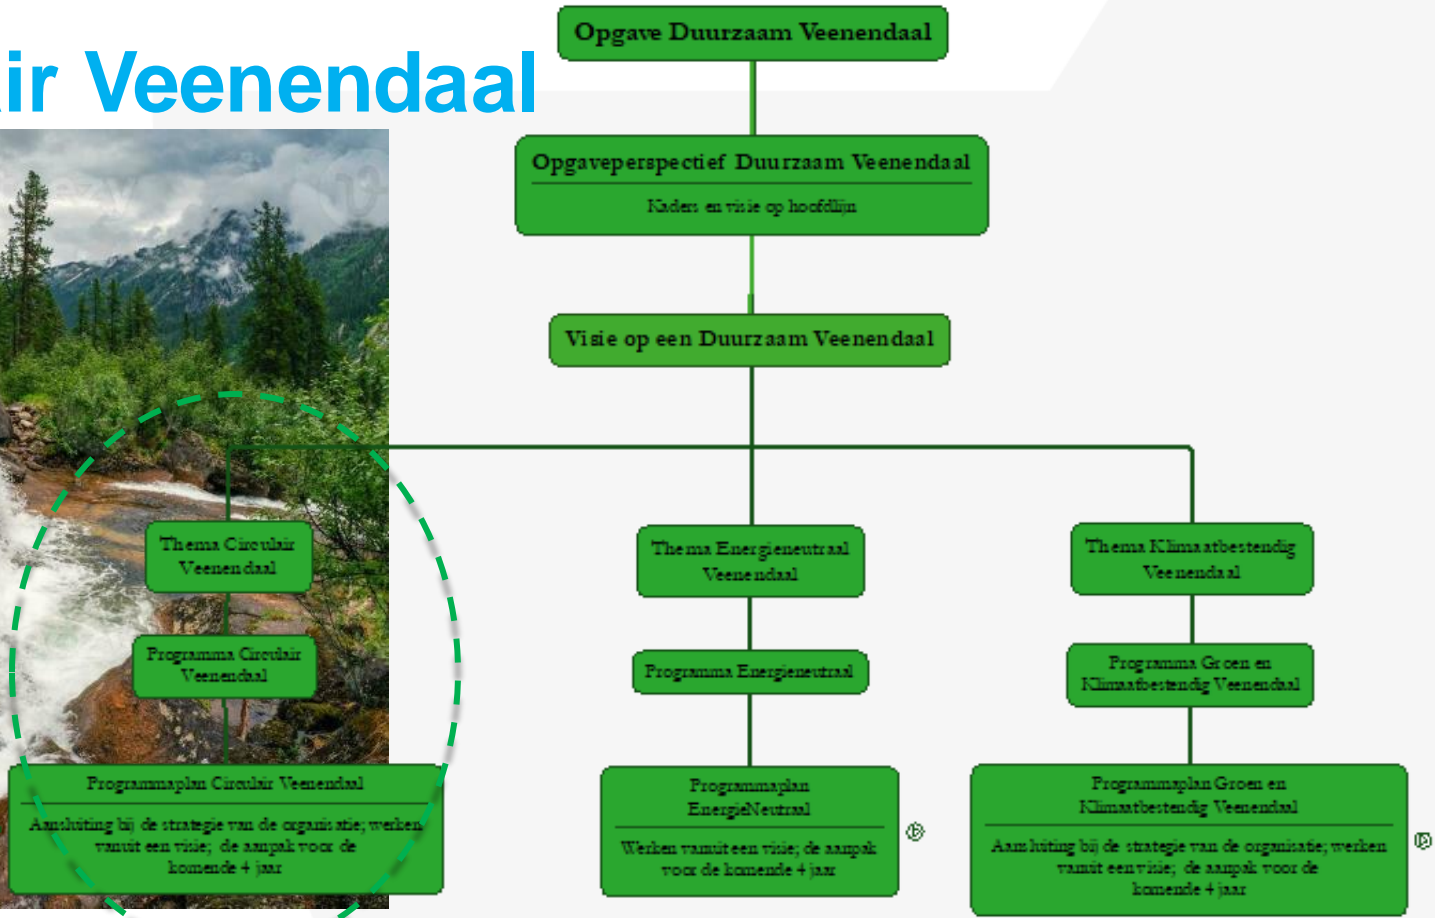 ir Veenendaal
Opgave Duurzaam Veenendaal
Opgaveperspectief Duurzaam Veenendaal
Kaders en visie op hoofdlijn
Visie op een Duurzaam Veenendaal
Thema Circulair
Veenendaal
Programma Circulair
Veenendaal
Programmaplan Circulair Veenendaal
Aansluiting bij de strategie van de organisatie; werken
vanuit een visie; de aanpak voor de
komende 4 jaar
Thema Energieneutraal
Veenendaal
Programma Energieneutraal
Programmaplan
EnergieNeutraal
Werken vanuit een visie; de aanpak
voor de komende 4 jaar
Thema Klimaatbestendig
Veenendaal
Programma Groen en
Klimaatbestendig Veenendaal
Programmaplan Groen en
Klimaatbestendig Veenendaal
Aansluiting bij de strategie van de organisatie; werken
vanuit een visie; de aanpak voor de
komende 4 jaar